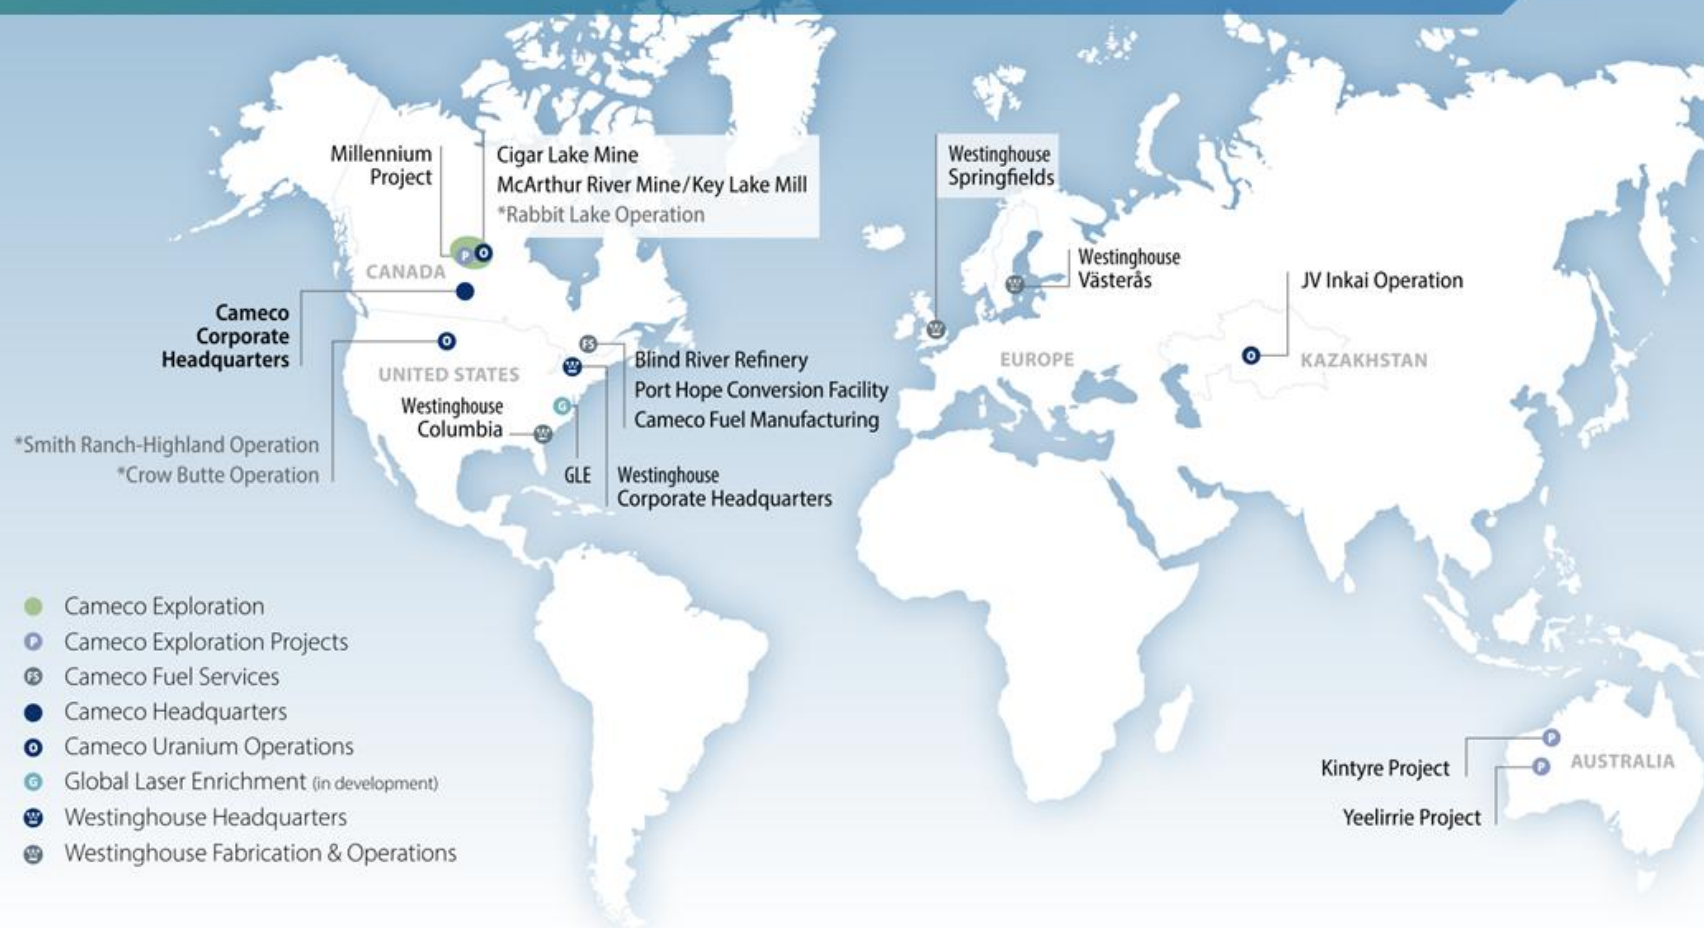 Millennium
Project
Cigar Lake Mine
McArthur River Mine/Key Lake Mill
*Rabbit Lake Operation
CANADA
Cameco
Corporate
Headquarters
UNITED STATES
Westinghouse
Columbia
*Smith Ranch-Highland Operation
*Crow Butte Operation
P
O
O
FS
W
G
W
Blind River Refinery
Port Hope Conversion Facility
Cameco Fuel Manufacturing
GLE
Westinghouse
Corporate Headquarters
Westinghouse
Springfields
W
Westinghouse
Västerås
W
EUROPE
JV Inkai Operation
O
KAZAKHSTAN
Cameco Exploration
P Cameco Exploration Projects
FS Cameco Fuel Services
Cameco Headquarters
O Cameco Uranium Operations
G Global Laser Enrichment (in development)
W Westinghouse Headquarters
W Westinghouse Fabrication & Operations
Kintyre Project
P
Yeelirrie Project
P
AUSTRALIA